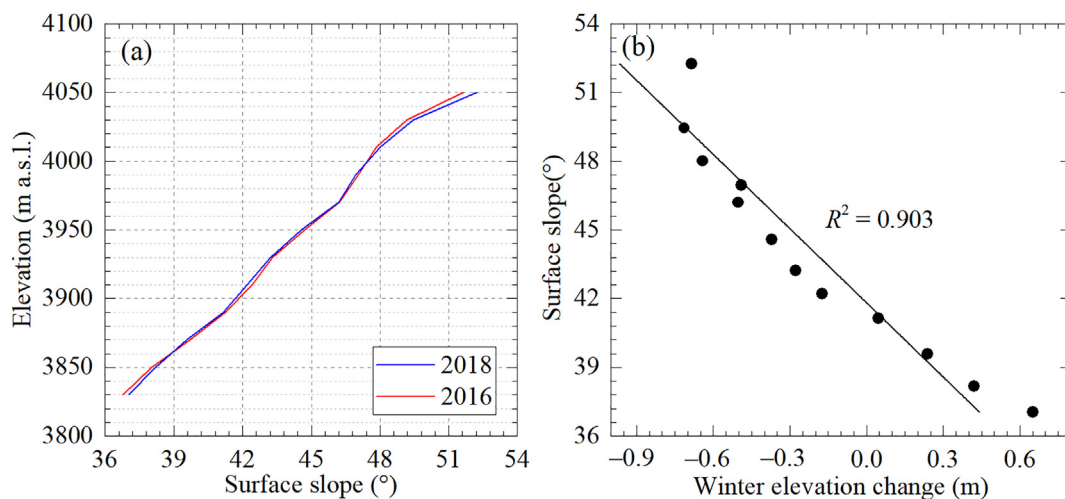 (a)
4100
4050
4000
3950
3900
3850
3800
Elevation (m a.s.l.)
36 39 42 45 48 51 54
Surface slope (°)
2018
2016
(b)
54
51
48
45
42
39
36
Surface slope(°)
R² = 0.903
–0.9 –0.6 –0.3 0.0 0.3 0.6
Winter elevation change (m)